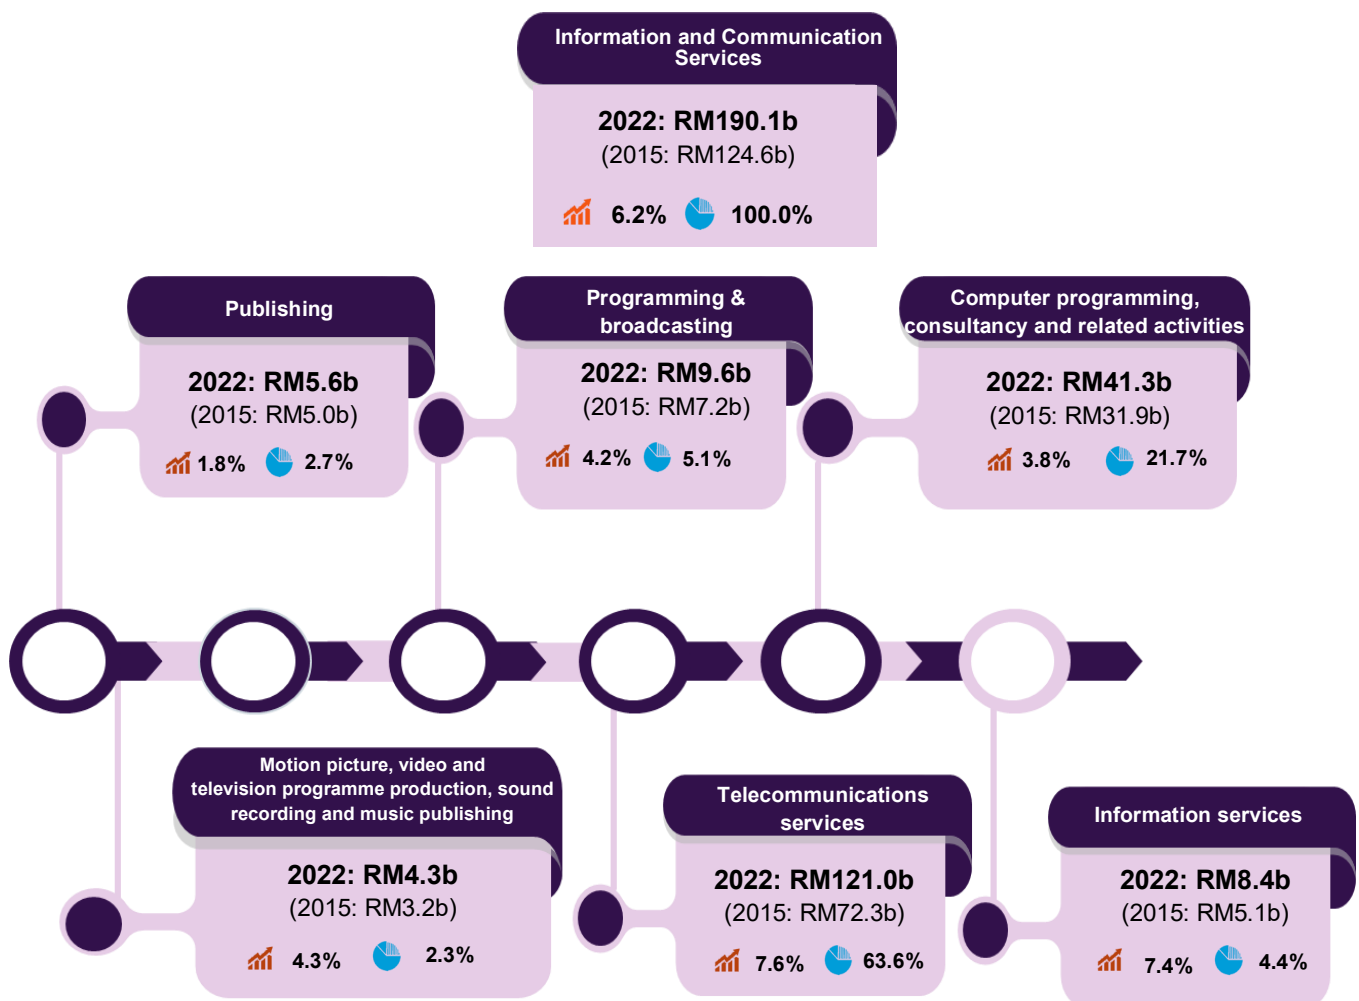 Information and Communication
Services
2022: RM190.1b
(2015: RM124.6b)
6.2% 100.0%
Publishing
2022: RM5.6b
(2015: RM5.0b)
1.8% 2.7%
Programming &
broadcasting
2022: RM9.6b
(2015: RM7.2b)
4.2% 5.1%
Computer programming,
consultancy and related activities
2022: RM41.3b
(2015: RM31.9b)
3.8% 21.7%
Motion picture, video and
television programme production, sound
recording and music publishing
2022: RM4.3b
(2015: RM3.2b)
4.3% 2.3%
Telecommunications
services
2022: RM121.0b
(2015: RM72.3b)
7.6% 63.6%
Information services
2022: RM8.4b
(2015: RM5.1b)
7.4% 4.4%